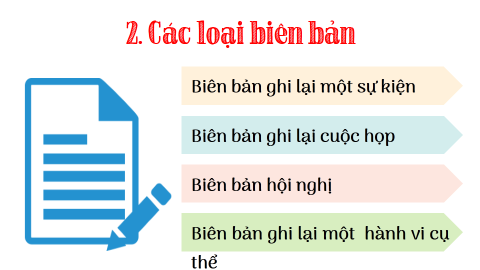 2. Các loại biên bản
Biên bản ghi lại một sự kiện
Biên bản ghi lại cuộc họp
Biên bản hội nghị
Biên bản ghi lại một hành vi cụ
thể